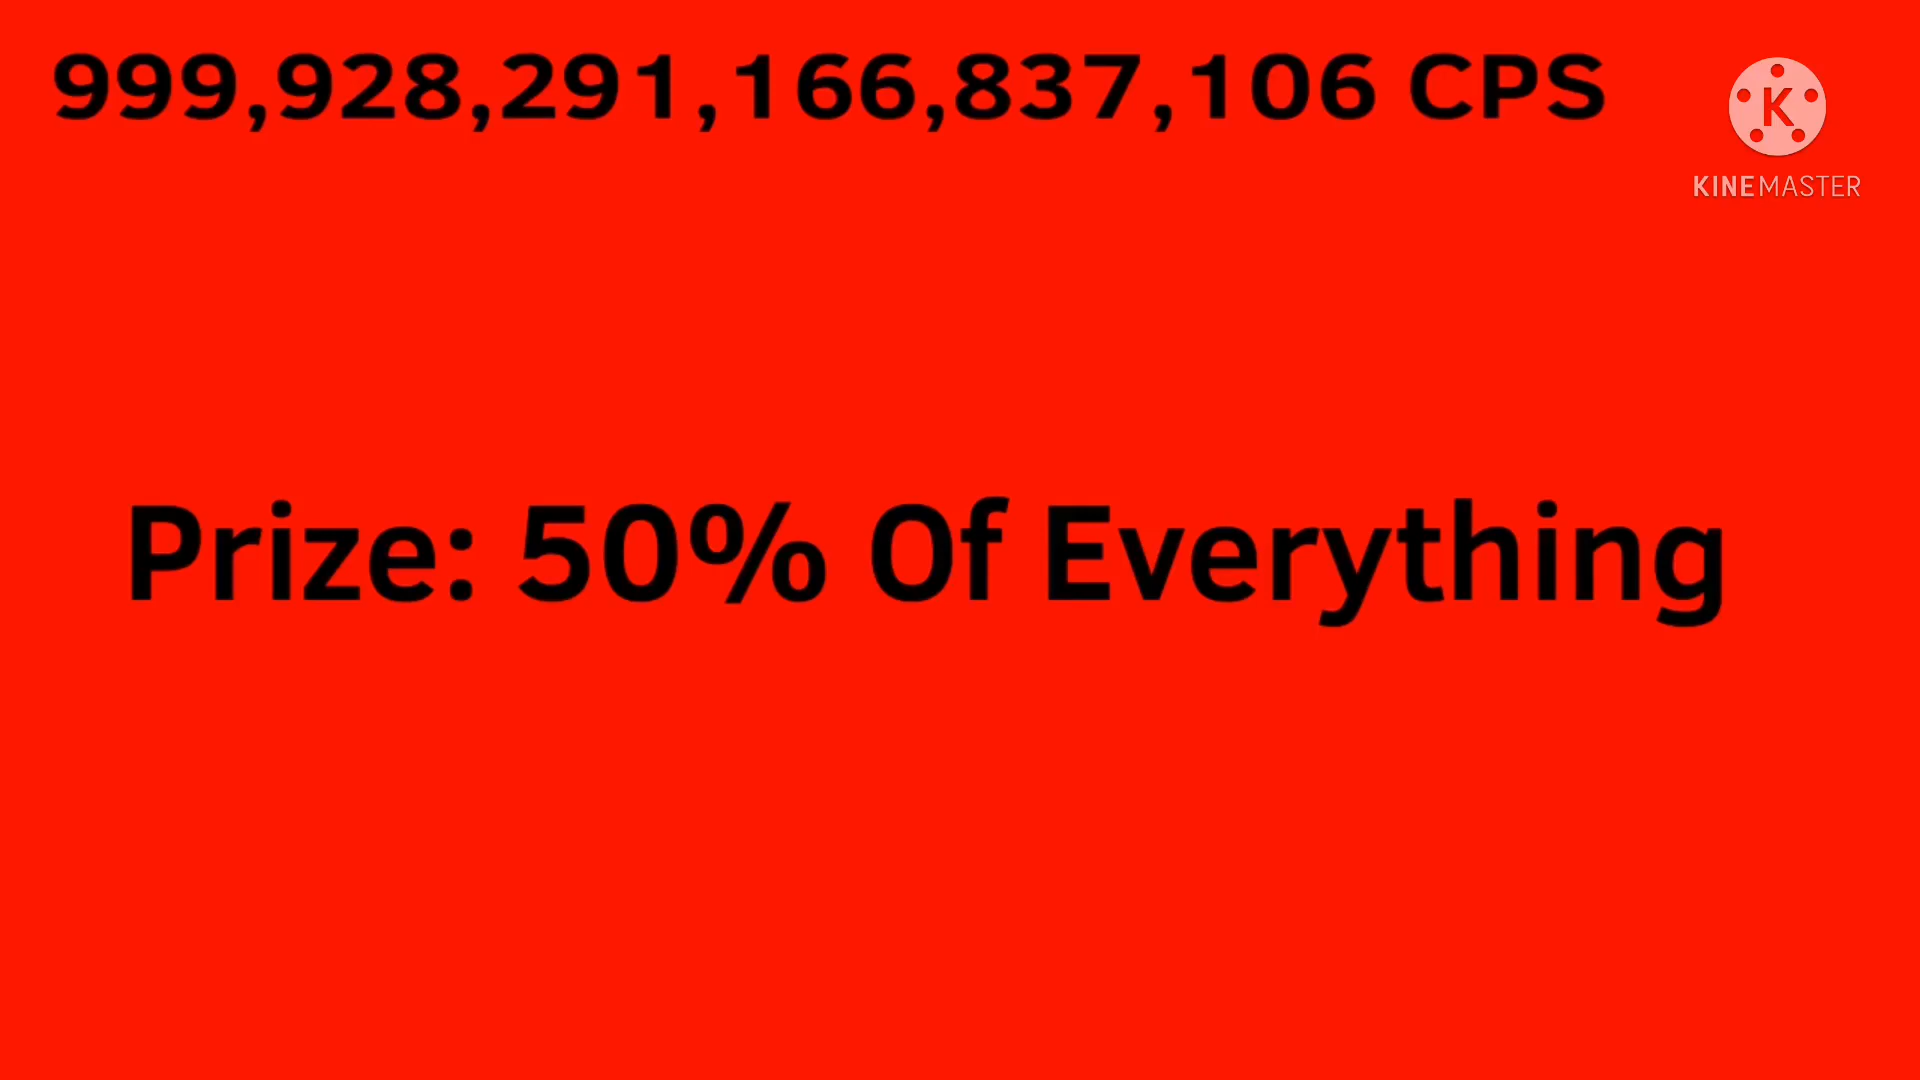 999,928,291,166,837,106 CPS
K
KINEMASTER
Prize: 50% Of Everything